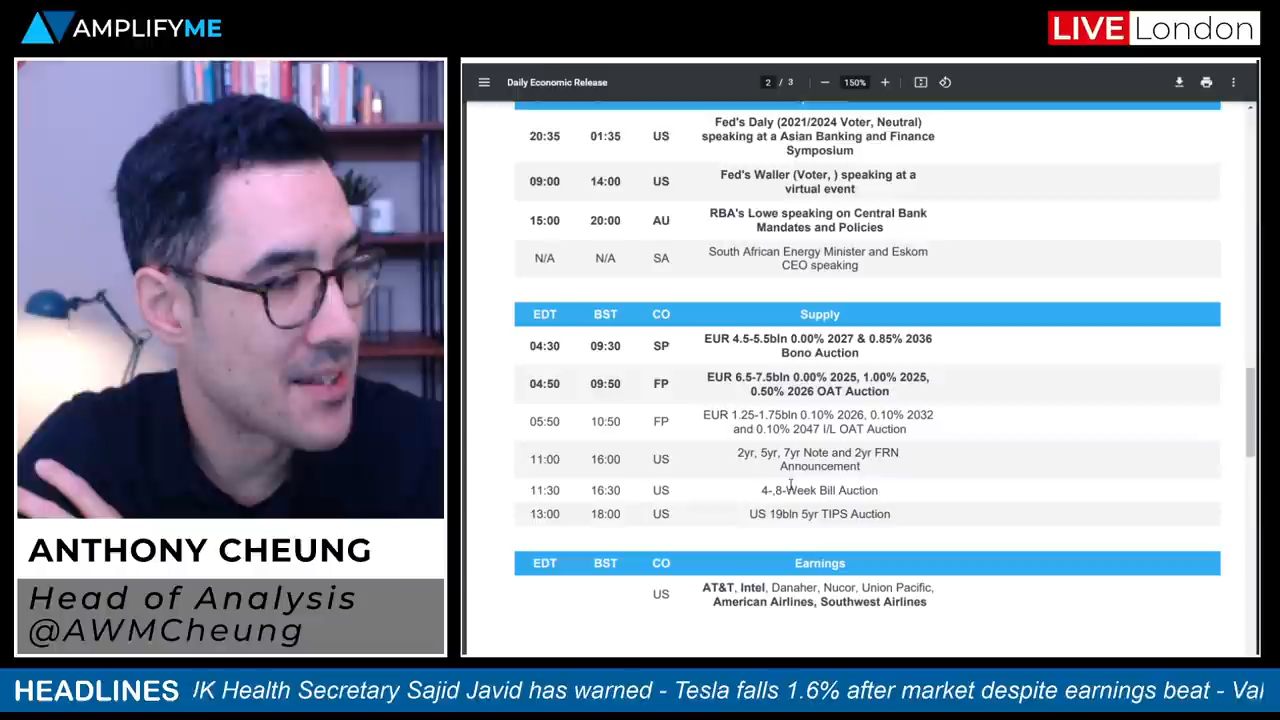 AMPLIFYME
LIVE London
Daily Economic Release
2 / 3
150%
20:35 01:35 US Fed's Daly (2021/2024 Voter, Neutral)
speaking at a Asian Banking and Finance
Symposium
09:00 14:00 US Fed's Waller (Voter, ) speaking at a
virtual event
15:00 20:00 AU RBA's Lowe speaking on Central Bank
Mandates and Policies
N/A N/A SA South African Energy Minister and Eskom
CEO speaking
EDT BST CO Supply
04:30 09:30 SP EUR 4.5-5.5bln 0.00% 2027 & 0.85% 2036
Bono Auction
04:50 09:50 FP EUR 6.5-7.5bln 0.00% 2025, 1.00% 2025,
0.50% 2026 OAT Auction
05:50 10:50 FP EUR 1.25-1.75bln 0.10% 2026, 0.10% 2032
and 0.10% 2047 I/L OAT Auction
11:00 16:00 US 2yr, 5yr, 7yr Note and 2yr FRN
Announcement
11:30 16:30 US 4-,8-Week Bill Auction
13:00 18:00 US US 19bln 5yr TIPS Auction
EDT BST CO Earnings
US AT&T, Intel, Danaher, Nucor, Union Pacific,
American Airlines, Southwest Airlines
ANTHONY CHEUNG
Head of Analysis
@AWMCheung
HEADLINES JK Health Secretary Sajid Javid has warned - Tesla falls 1.6% after market despite earnings beat - Val